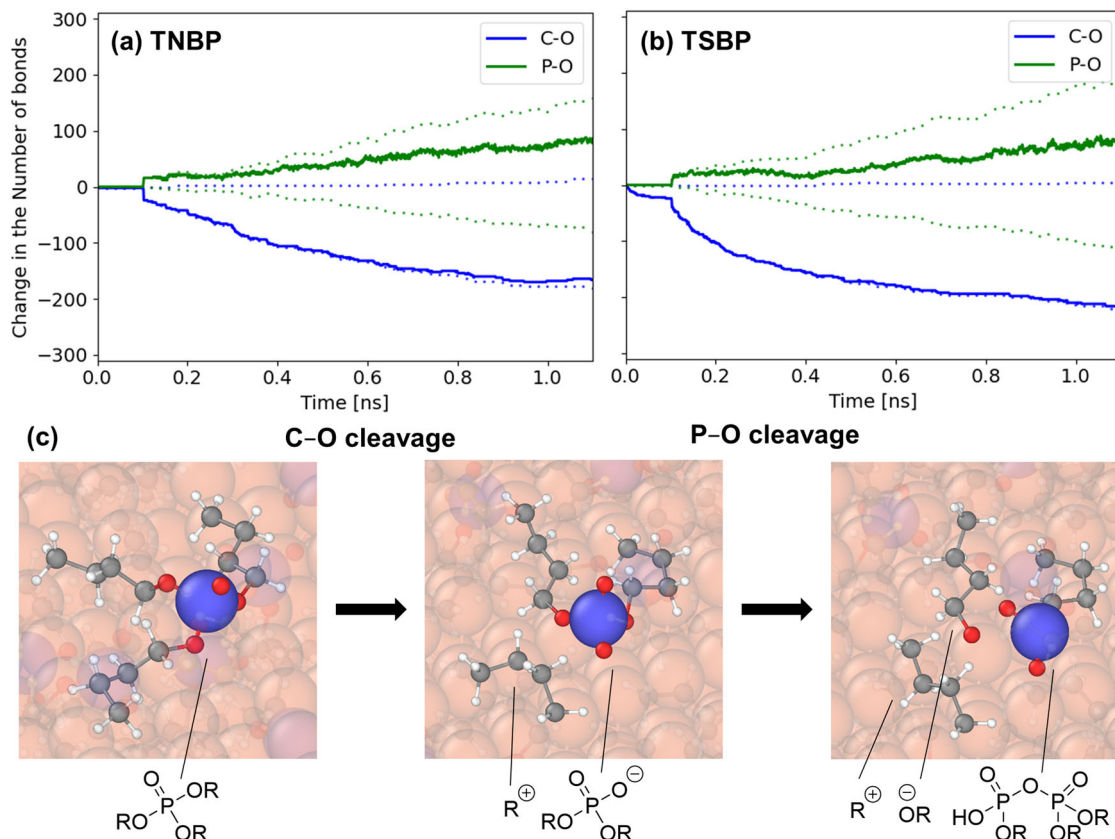 (a) TNBP
C-O
P-O
(b) TSBP
C-O
P-O
Change in the Number of bonds
300
200
100
0
−100
−200
−300
0.0 0.2 0.4 0.6 0.8 1.0
Time [ns]
0.0 0.2 0.4 0.6 0.8 1.0
Time [ns]
(c)
C–O cleavage
P–O cleavage
O
P
OR
RO
OR
R⊕
O
P
O⊖
RO
OR
R⊕
⊖
OR
O
O
O
HO
P
P
OR
OR
OR